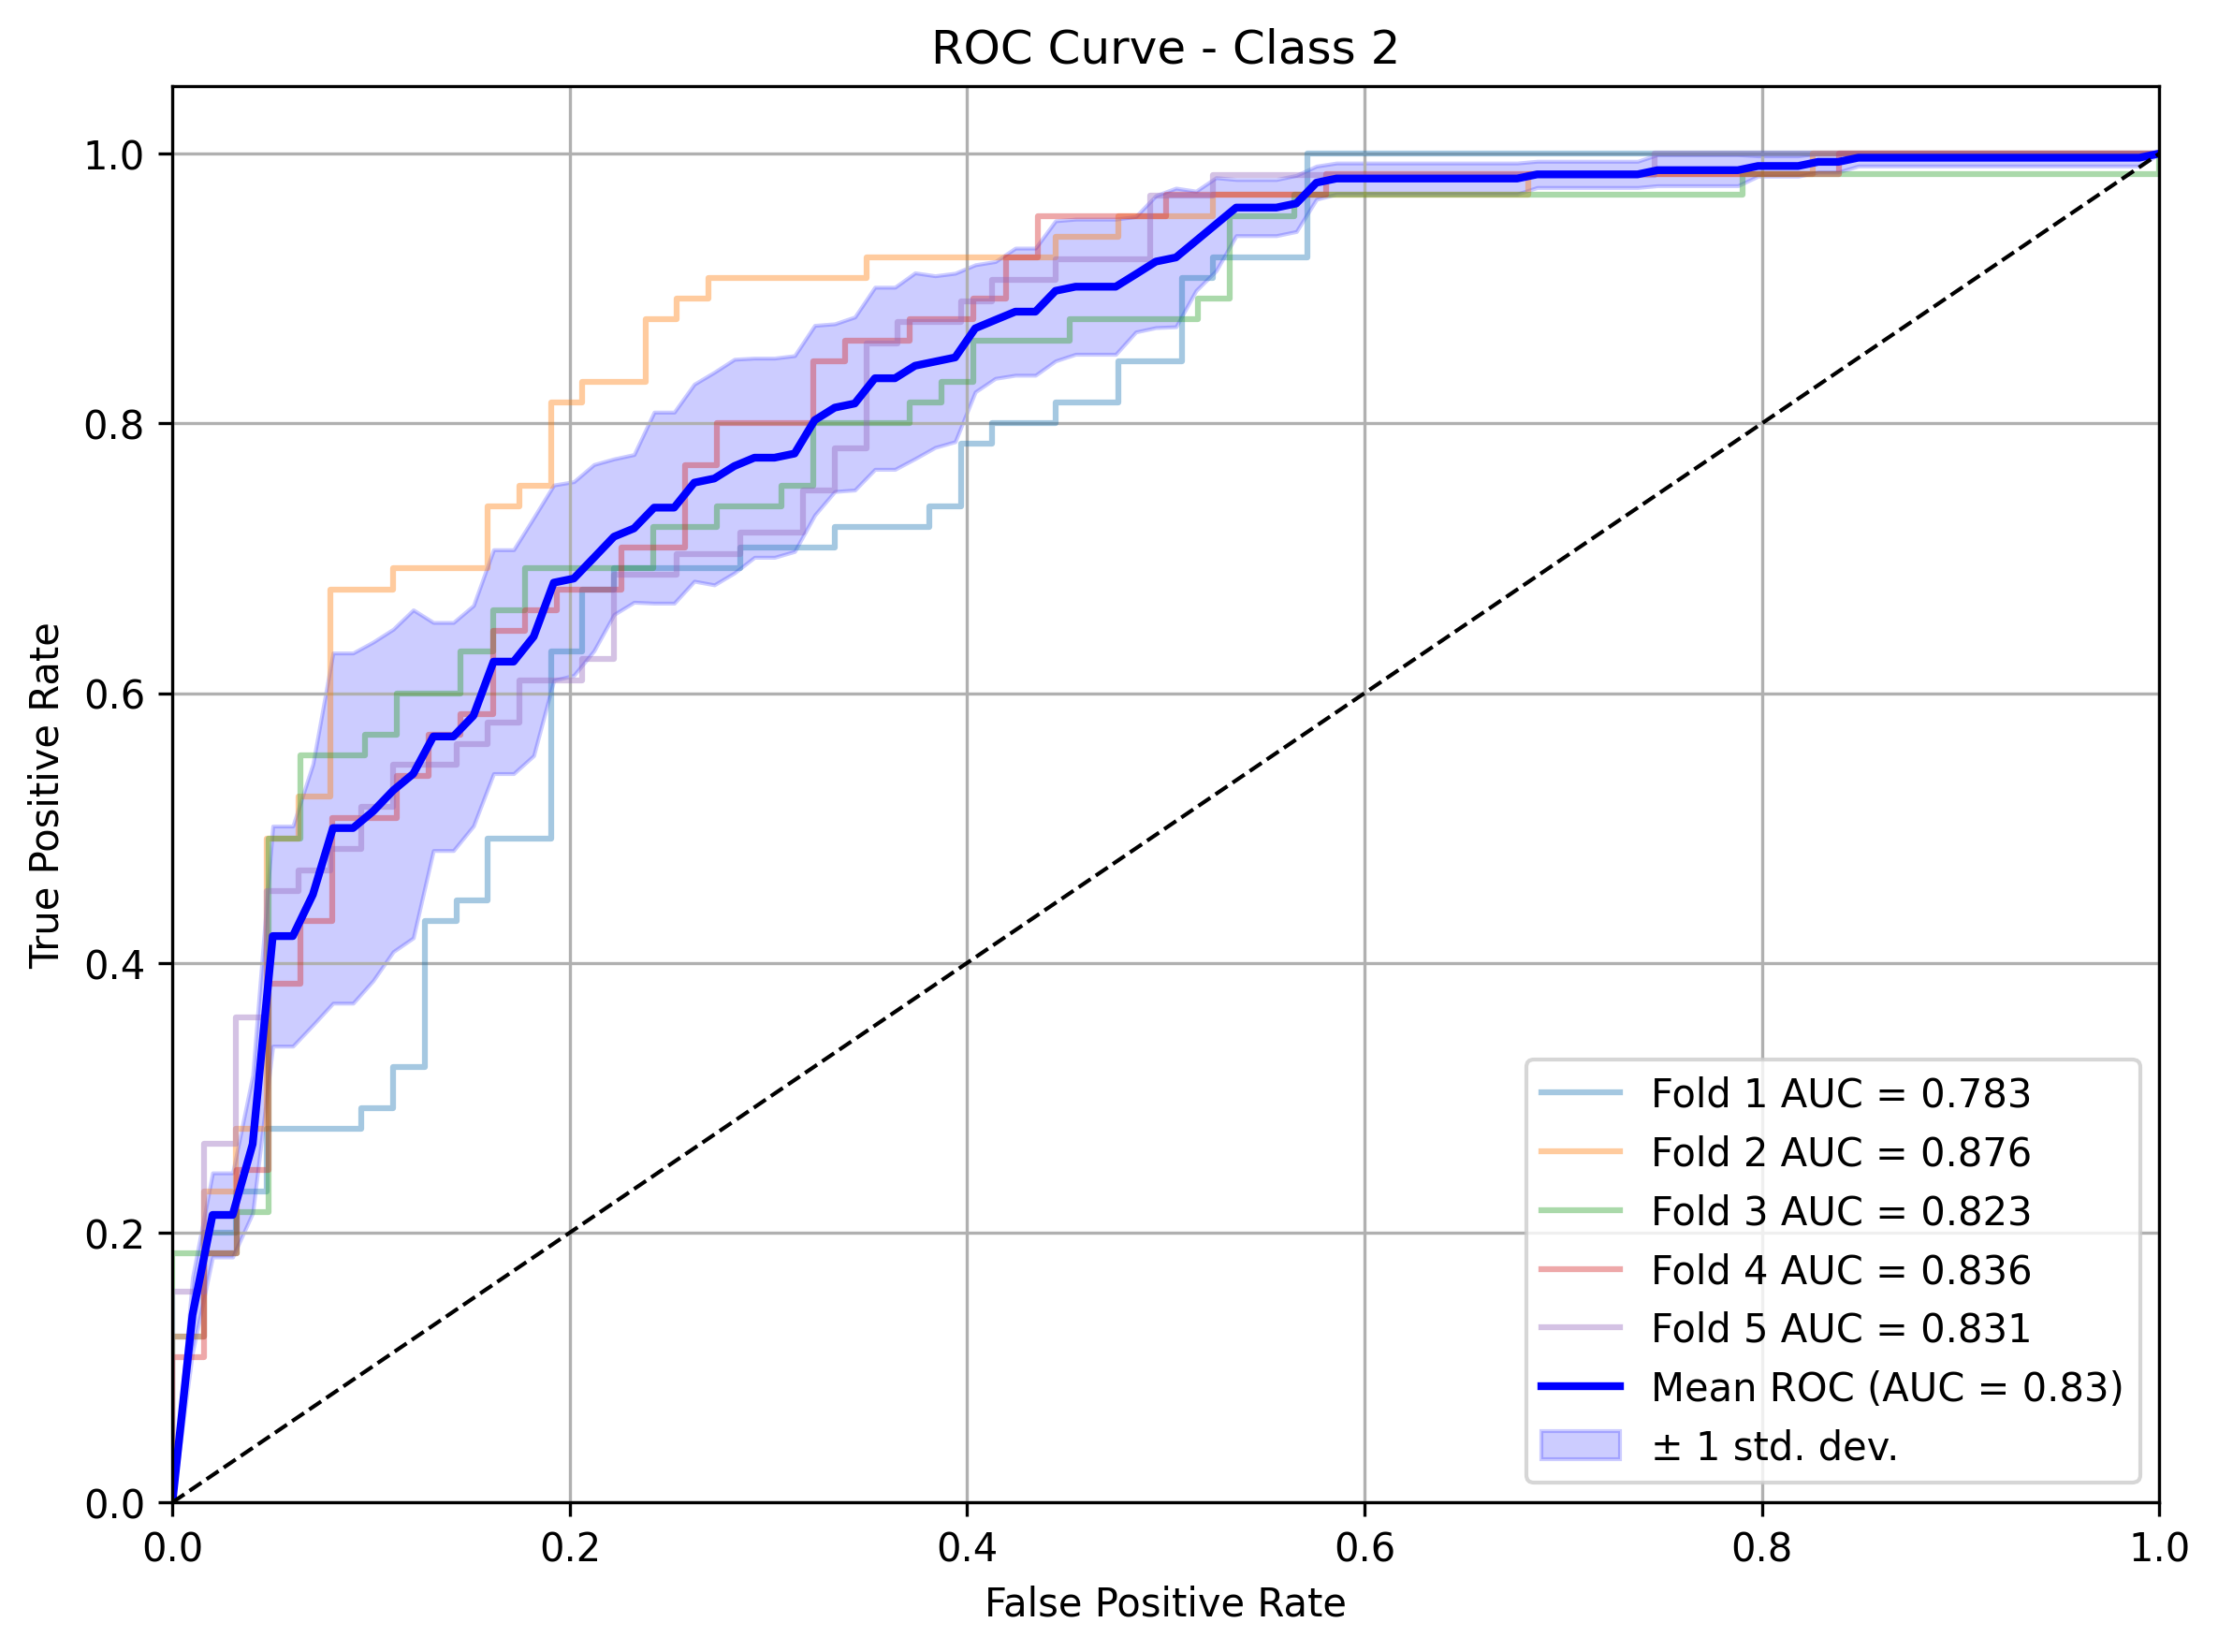 ROC Curve - Class 2
True Positive Rate
1.0
0.8
0.6
0.4
0.2
0.0
0.0 0.2 0.4 0.6 0.8 1.0
False Positive Rate
Fold 1 AUC = 0.783
Fold 2 AUC = 0.876
Fold 3 AUC = 0.823
Fold 4 AUC = 0.836
Fold 5 AUC = 0.831
Mean ROC (AUC = 0.83)
± 1 std. dev.